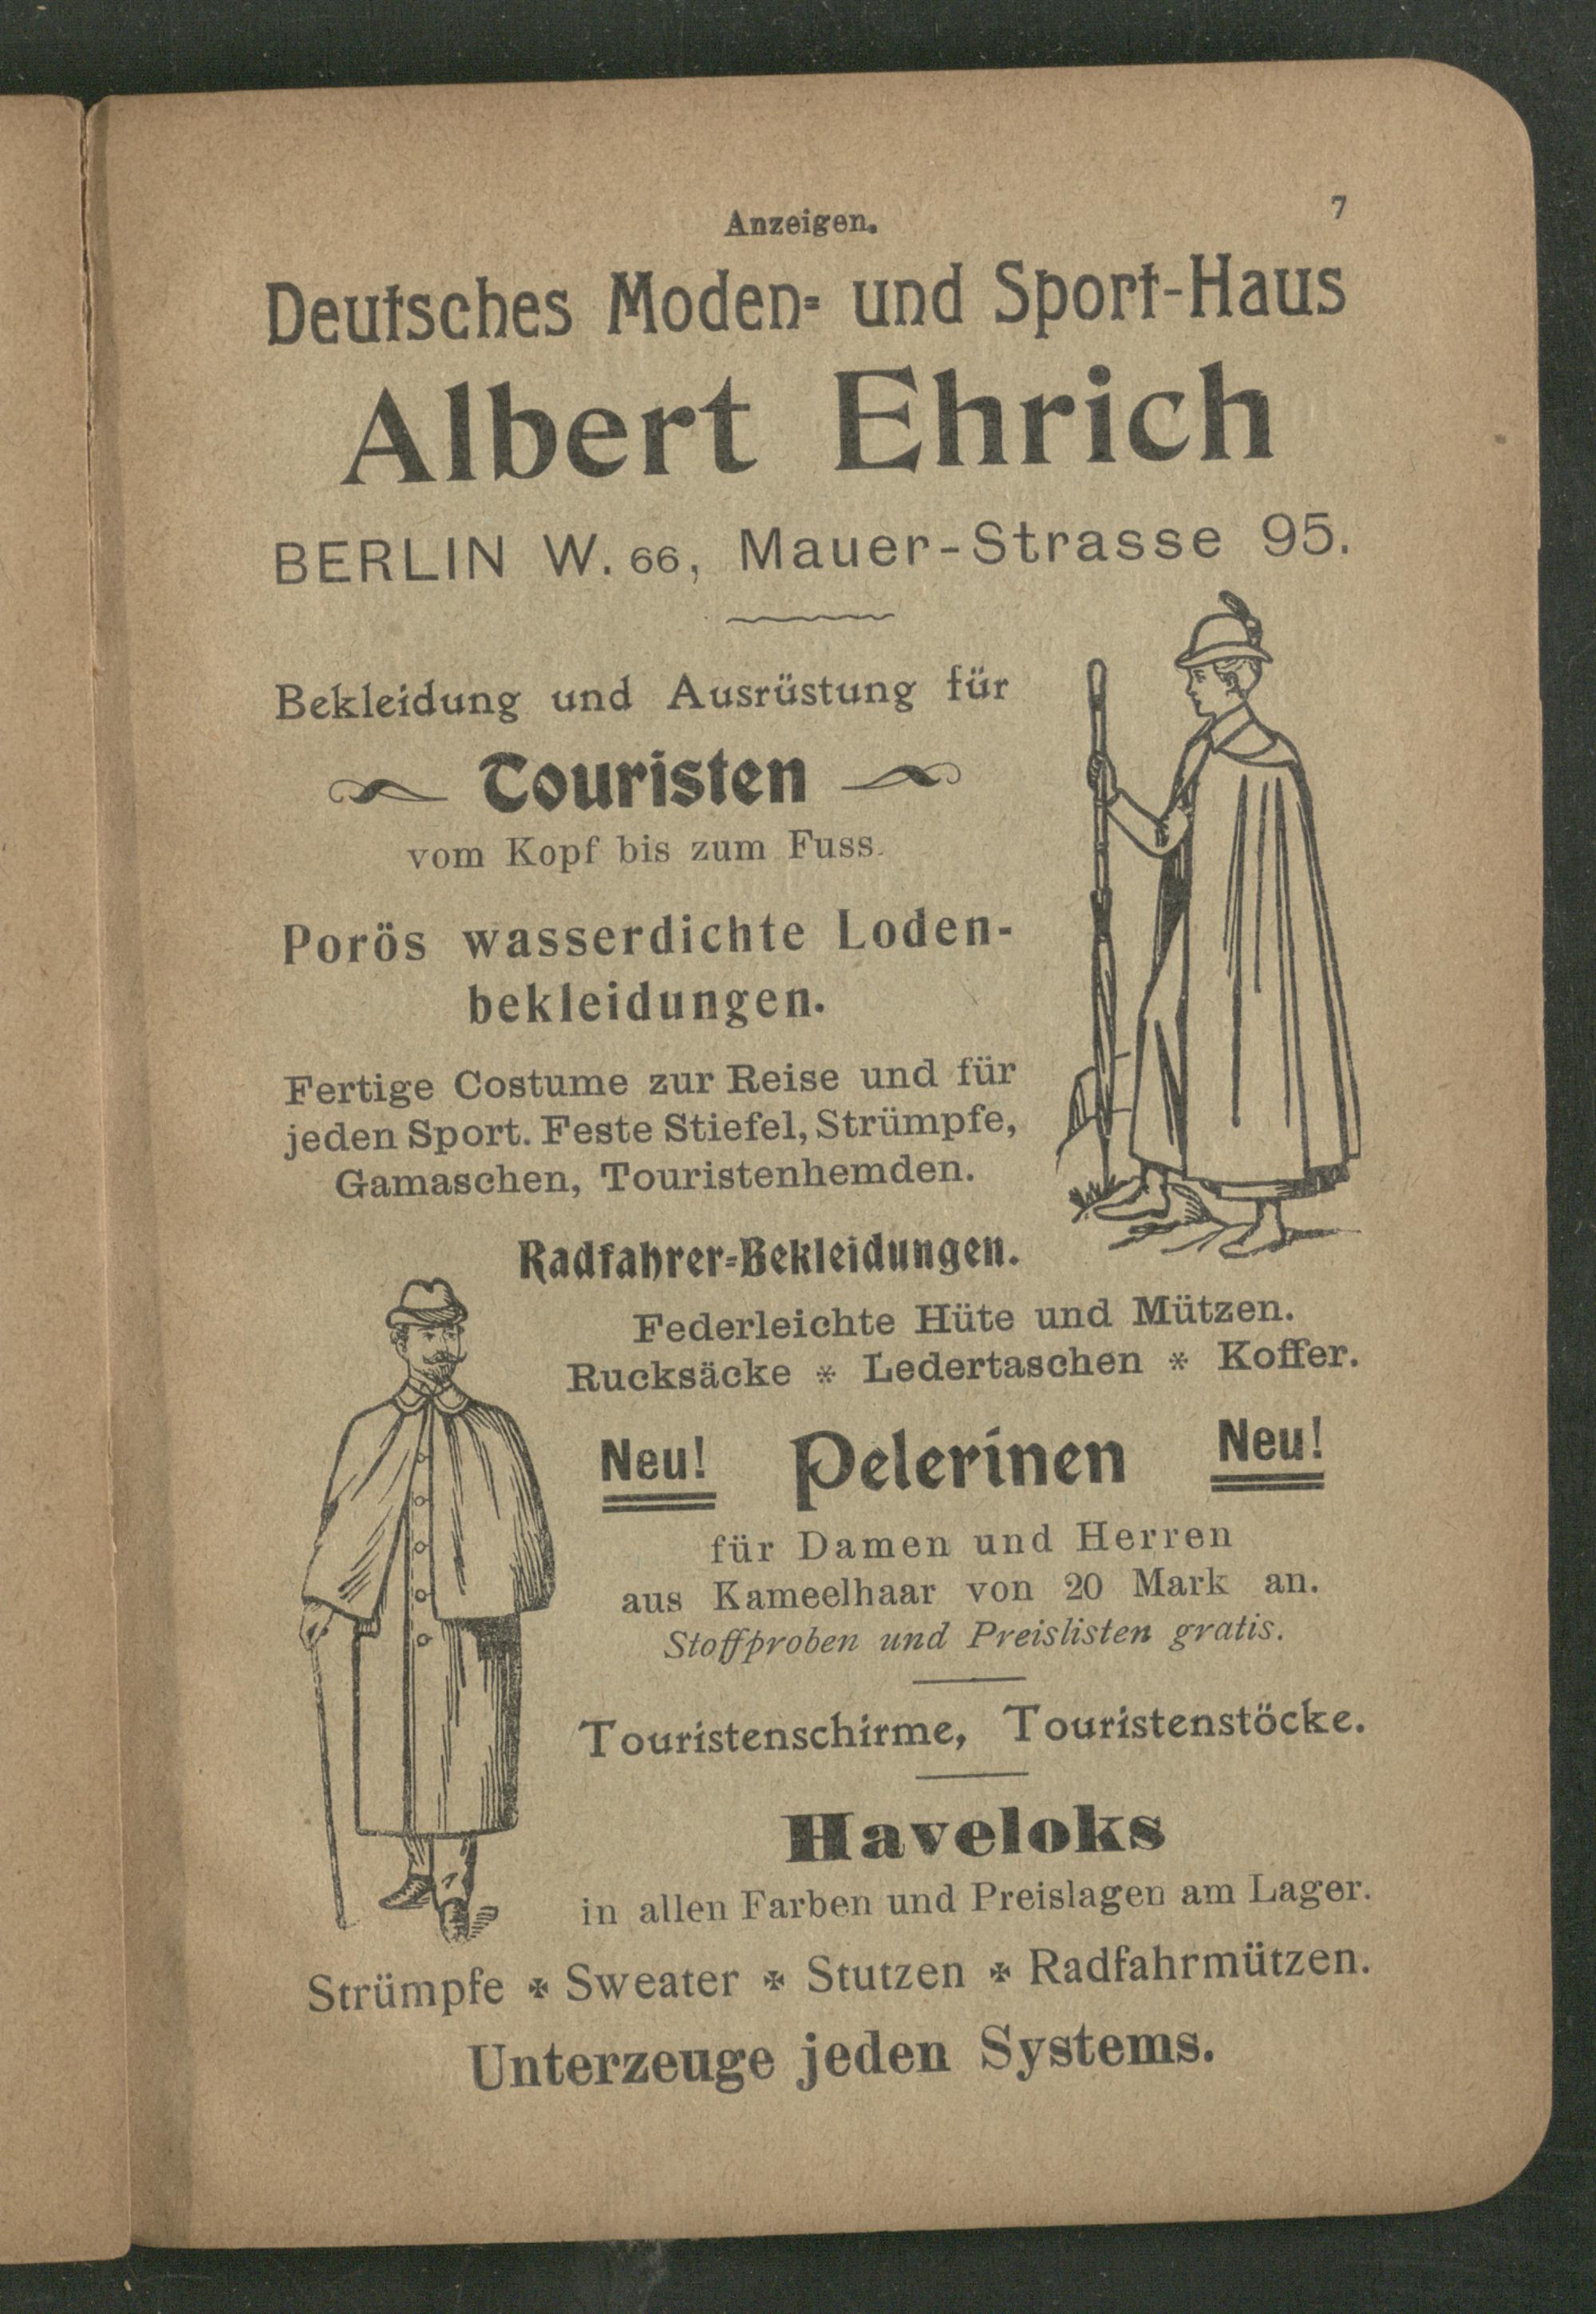 Anzeigen.
7
Deutsches Moden- und Sport-Haus
Albert Ehrich
BERLIN W. 66, Mauer-Strasse 95.
Bekleidung und Ausrüstung für
Touristen
vom Kopf bis zum Fuss.
Porös wasserdichte Loden-
bekleidungen.
Fertige Costume zur Reise und für
jeden Sport. Feste Stiefel, Strümpfe,
Gamaschen, Touristenhemden.
Radfahrer-Bekleidungen.
Federleichte Hüte und Mützen.
Rucksäcke * Ledertaschen * Koffer.
Neu! Pelerinen Neu!
für Damen und Herren
aus Kameelhaar von 20 Mark an.
Stoffproben und Preislisten gratis.
Touristenschirme, Touristenstöcke.
Haveloks
in allen Farben und Preislagen am Lager.
Strümpfe * Sweater * Stutzen * Radfahrmützen.
Unterzeuge jeden Systems.